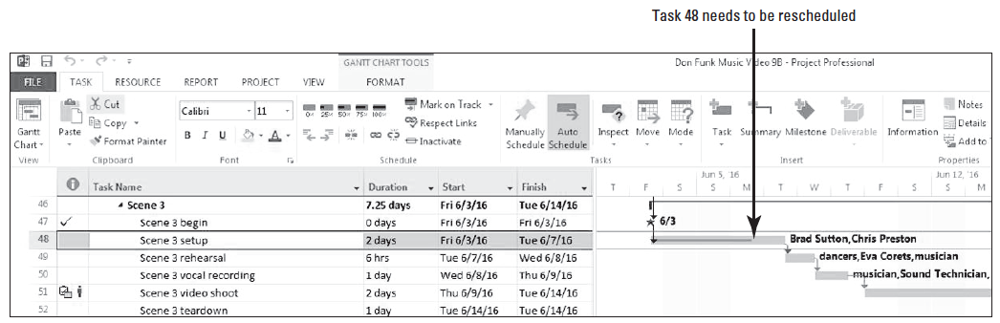 Task 48 needs to be rescheduled
GANTT CHART TOOLS
Don Funk Music Video 9B - Project Professional
FILE TASK RESOURCE REPORT PROJECT VIEW FORMAT
Cut
Copy
Format Painter
Paste
Gantt Chart
View
Clipboard
Calibri 11
B I U A
Font
0% 25% 50% 75% 100%
Mark on Track
Respect Links
Inactivate
Schedule
Manually Schedule
Auto Schedule
Inspect Move Mode
Tasks
Task Summary Milestone Deliverable
Insert
Information
Notes
Details
Add to
Properties
Task Name Duration Start Finish
Jun 5, '16 Jun 12, '16
T F S S M T W T F S S M
46 Scene 3 7.25 days Fri 6/3/16 Tue 6/14/16
47 Scene 3 begin 0 days Fri 6/3/16 Fri 6/3/16 6/3
48 Scene 3 setup 2 days Fri 6/3/16 Tue 6/7/16 Brad Sutton,Chris Preston
49 Scene 3 rehearsal 6 hrs Tue 6/7/16 Wed 6/8/16 dancers,Eva Corets,musician
50 Scene 3 vocal recording 1 day Wed 6/8/16 Thu 6/9/16 musician,Sound Technician,
51 Scene 3 video shoot 2 days Thu 6/9/16 Tue 6/14/16
52 Scene 3 teardown 1 day Tue 6/14/16 Tue 6/14/16